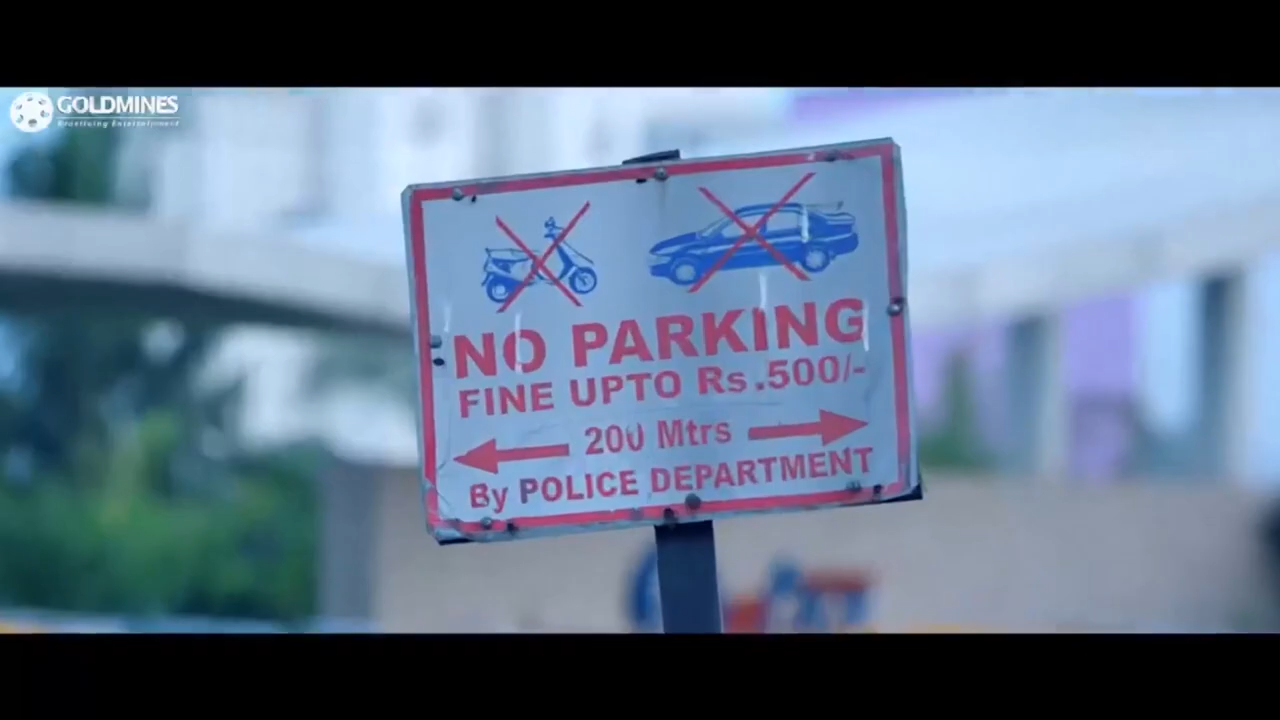 GOLDMINES
NO PARKING
FINE UPTO Rs.500/-
200 Mtrs
By POLICE DEPARTMENT